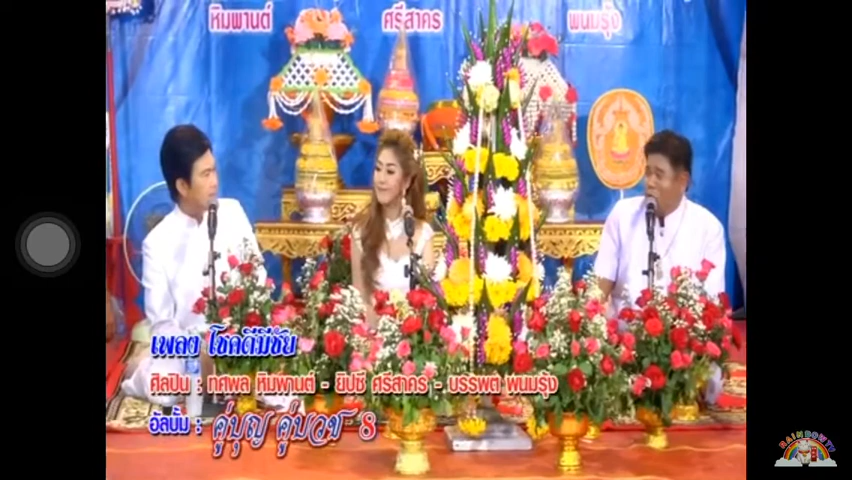 หิมพานต์ ศรีสาคร พนมรุ้ง
เพลง โชคดีมีชัย
ศิลปิน : ทศพล หิมพานต์ - ยิปซี ศรีสาคร - บรรพต พนมรุ้ง
อัลบั้ม : คู่บุญ คู่บวช 8
RAINBOW TV